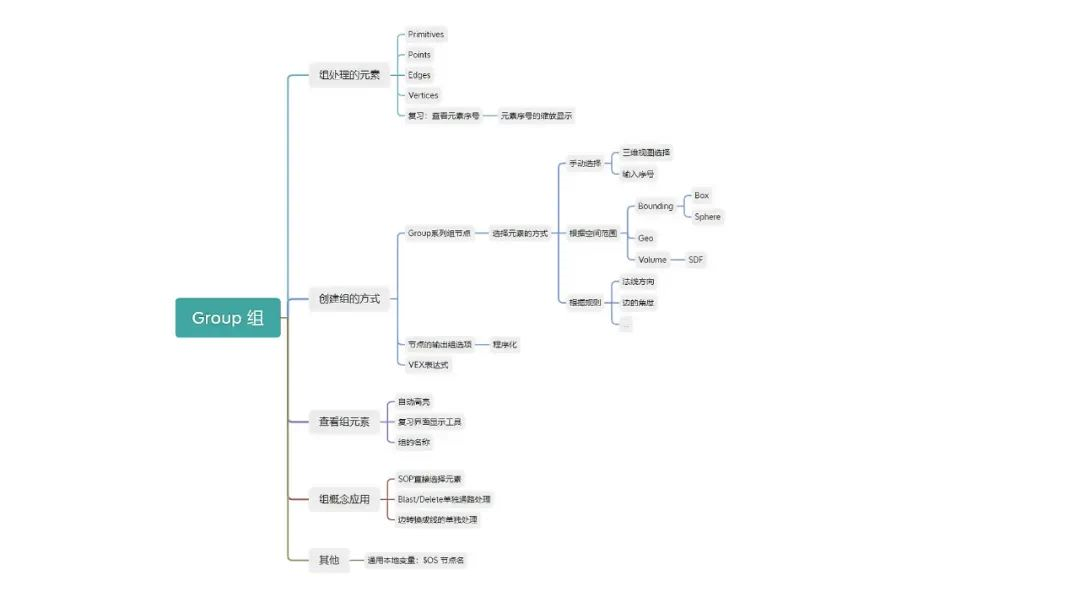 Group 组
组处理的元素
Primitives
Points
Edges
Vertices
复习：查看元素序号
元素序号的缩放显示
创建组的方式
Group系列组节点
选择元素的方式
手动选择
三维视图选择
输入序号
根据空间范围
Bounding
Box
Sphere
Geo
Volume
SDF
根据规则
法线方向
边的角度
...
节点的输出组选项
程序化
VEX表达式
查看组元素
自动高亮
复习界面显示工具
组的名称
组概念应用
SOP直接选择元素
Blast/Delete单独通路处理
边转换成线的单独处理
其他
通用本地变量：$OS 节点名